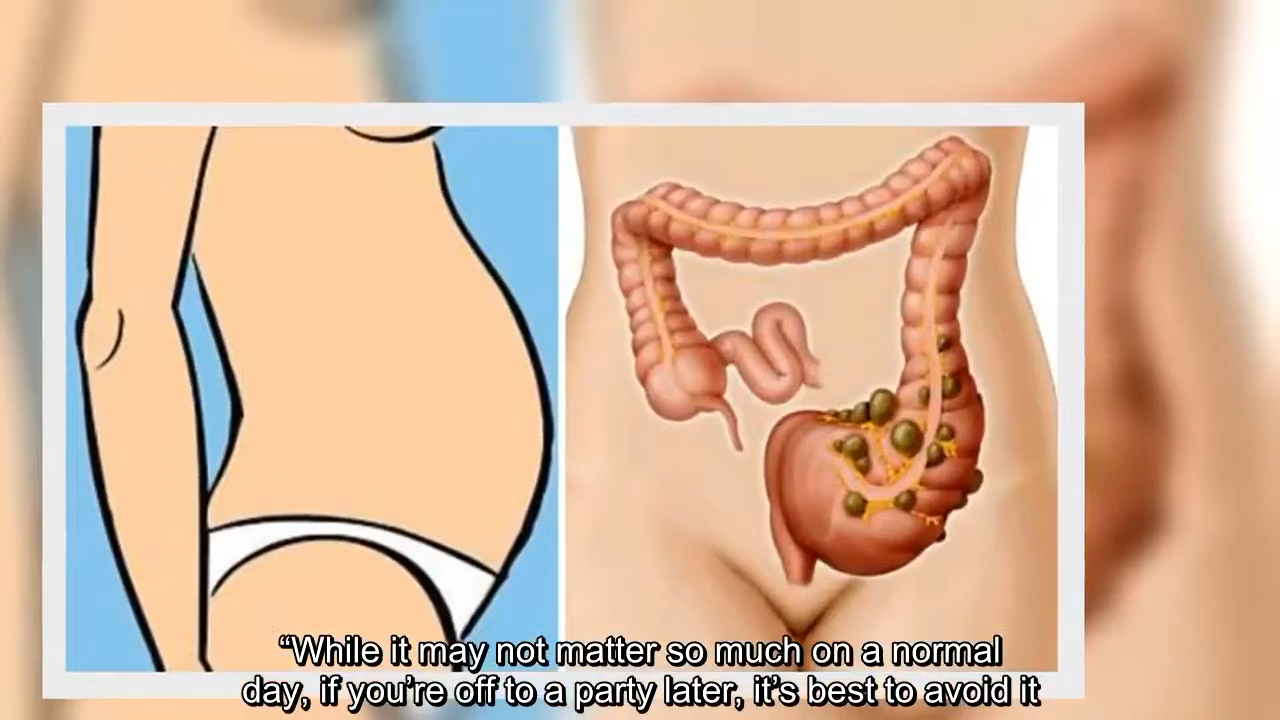 “While it may not matter so much on a normal
day, if you’re off to a party later, it’s best to avoid it